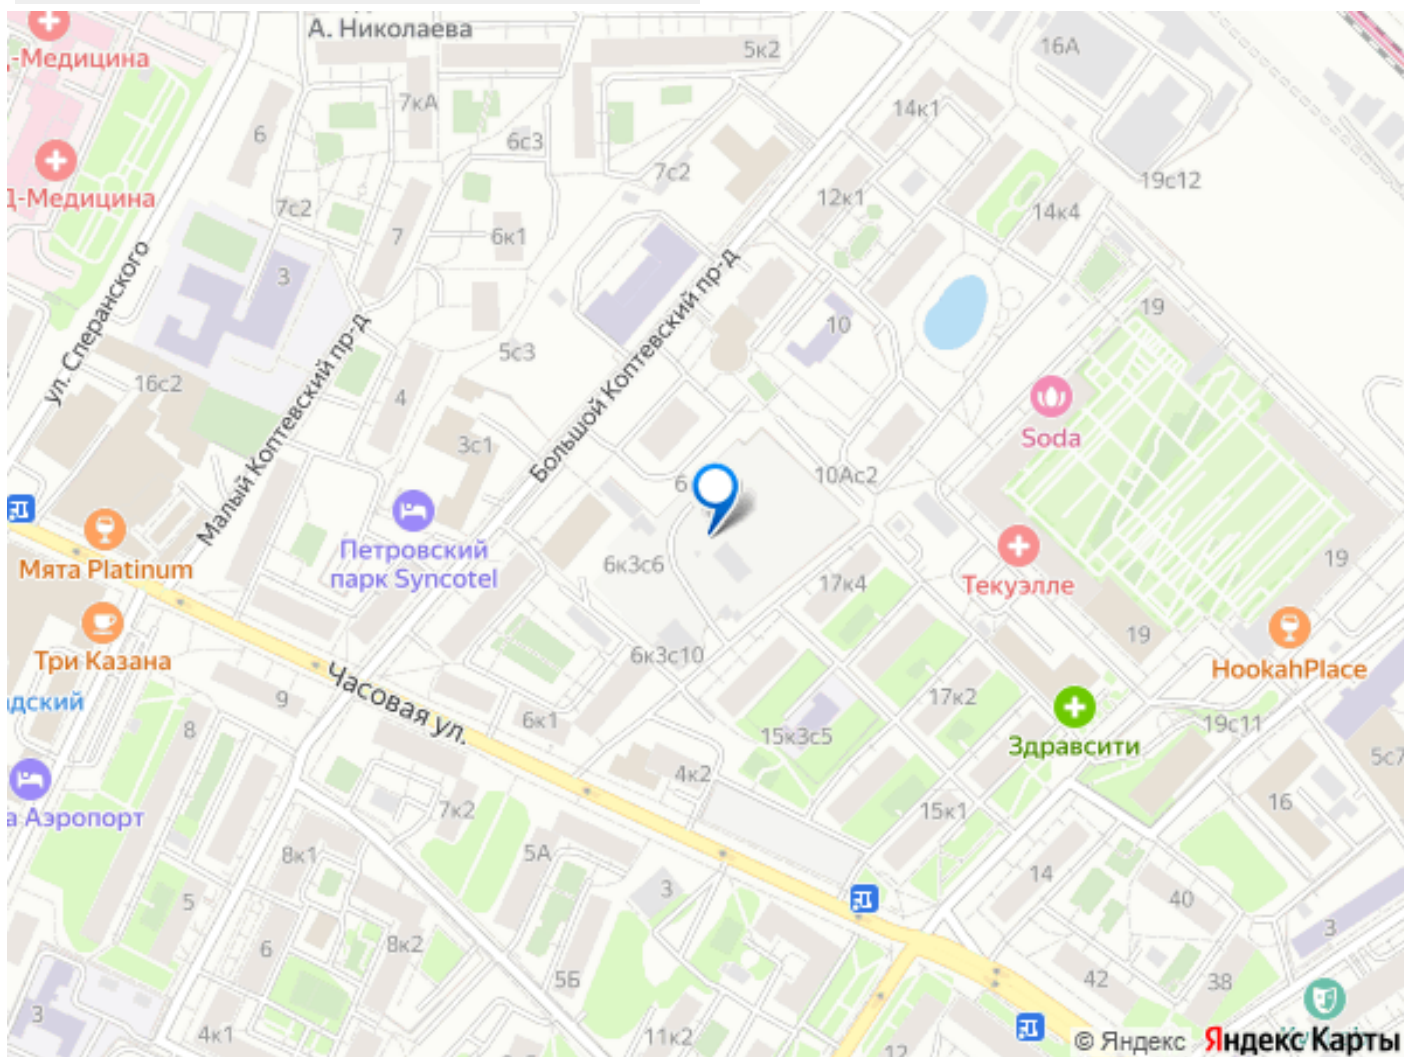 А. Николаева
Д-Медицина
5к2
16А
7кА
14к1
6
6с3
7с2
19с12
Д-Медицина
12к1
7с2
14к4
7
6к1
3
ул. Сперанского
Большой Коптевский пр-д
Малый Коптевский пр-д
19
10
5с3
16с2
4
Soda
3с1
6
10Ас2
Петровский
парк Syncotel
Мята Platinum
6к3с6
17к4
Текуэлле
19
Три Казана
6к3с10
19
HookahPlace
дский
9
Часовая ул.
8
6к1
15к3с5
17к2
Здравсити
19с11
5с7
4к2
16
а Аэропорт
7к2
15к1
8к1
5А
3
14
40
5
6
8к2
5Б
42
38
3
3
4к1
11к2
12
© Яндекс Яндекс Карты